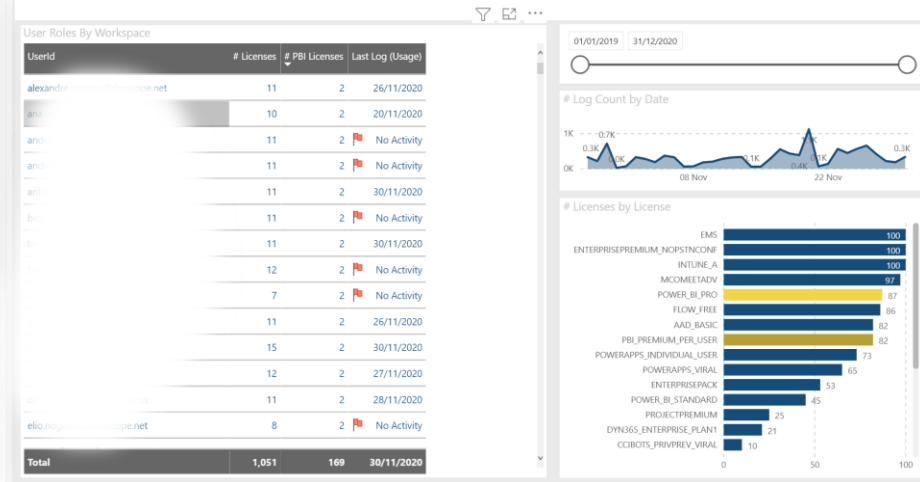 User Roles By Workspace
UserId # Licenses # PBI Licenses Last Log (Usage)
11 2 26/11/2020
10 2 20/11/2020
11 2 No Activity
11 2 No Activity
11 2 30/11/2020
11 2 No Activity
11 2 30/11/2020
12 2 No Activity
7 2 No Activity
11 2 26/11/2020
15 2 30/11/2020
12 2 27/11/2020
11 2 28/11/2020
8 2 No Activity
Total 1,051 169 30/11/2020
01/01/2019 31/12/2020
# Log Count by Date
1K
0K
0.3K 0.7K 0.1K 0.4K 0.1K 0.3K
08 Nov 22 Nov
# Licenses by License
EMS 100
ENTERPRISEPREMIUM_NOPSTNCONF 100
INTUNE_A 100
MCOMEETADV 97
POWER_BI_PRO 87
FLOW_FREE 86
AAD_BASIC 82
PBI_PREMIUM_PER_USER 82
POWERAPPS_INDIVIDUAL_USER 73
POWERAPPS_VIRAL 65
ENTERPRISEPACK 53
POWER_BI_STANDARD 45
PROJECTPREMIUM 25
DYN365_ENTERPRISE_PLAN1 21
CCIBOTS_PRIVPREV_VIRAL 10
0 50 100